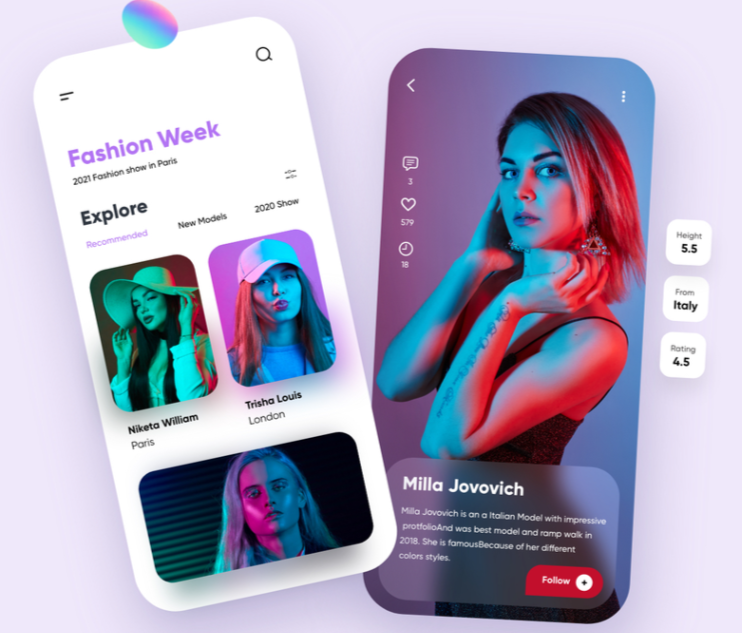 Fashion Week
2021 Fashion show in Paris
Explore
Recommended
New Models
2020 Show
Niketa William
Paris
Trisha Louis
London
3
579
18
Height
5.5
From
Italy
Rating
4.5
Milla Jovovich
Milla Jovovich is an a Italian Model with impressive
protfolioAnd was best model and ramp walk in
2018. She is famousBecause of her different
colors styles.
Follow